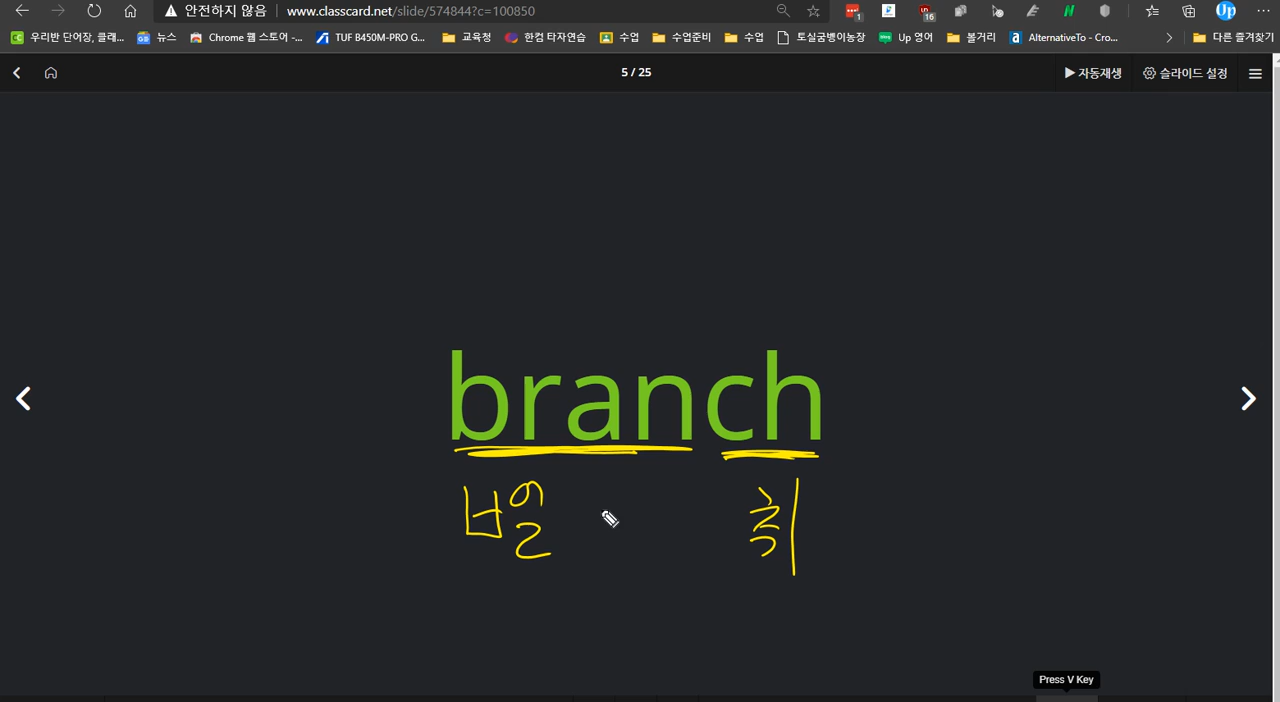 안전하지 않음 www.classcard.net/slide/574844?c=100850 1 16 Up
우리반 단어장, 클래... 뉴스 Chrome 웹 스토어 -... TUF B450M-PRO G... 교육청 한컴 타자연습 수업 수업준비 수업 토실궁뱅이농장 Up 영어 볼거리 AlternativeTo - Cro... 다른 즐겨찾기
5 / 25 자동재생 슬라이드 설정
branch
Press V Key